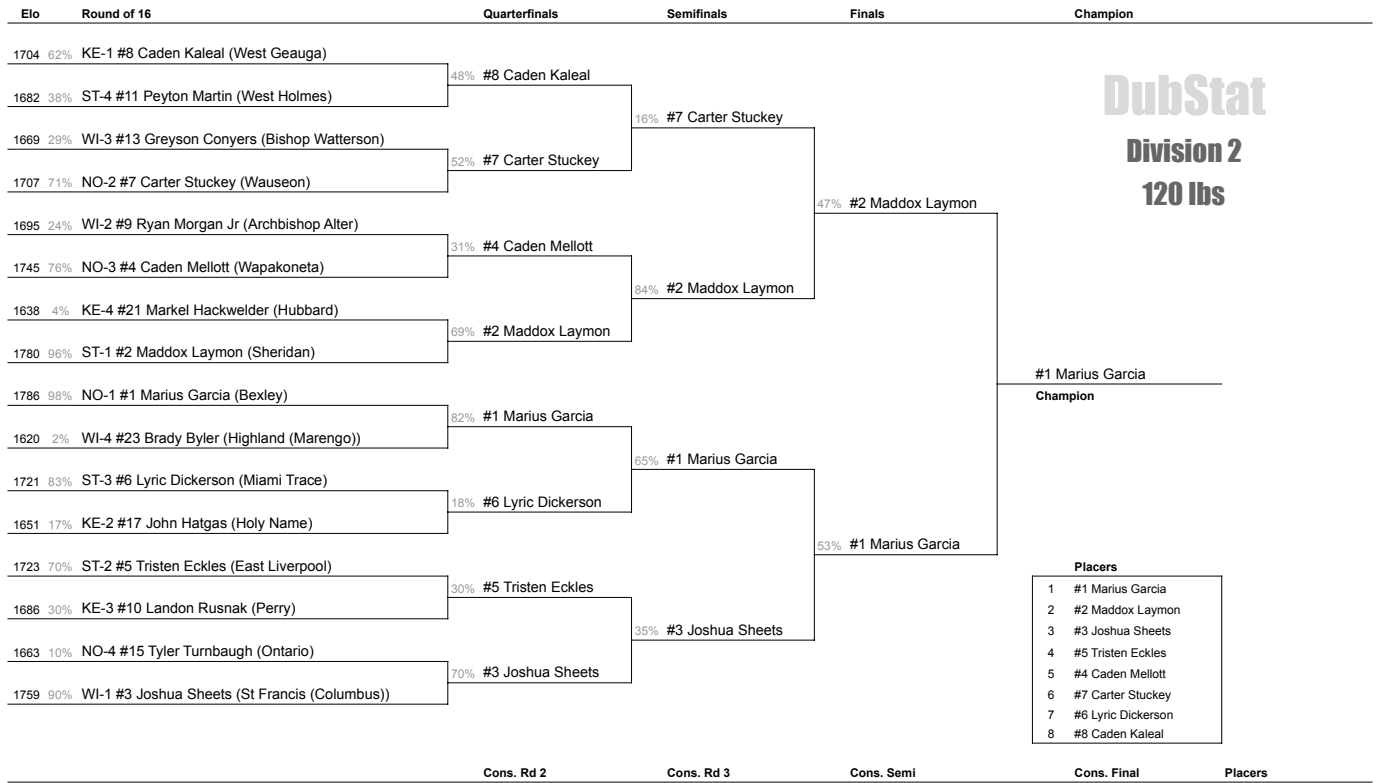 Elo Round of 16 Quarterfinals Semifinals Finals Champion
1704 62% KE-1 #8 Caden Kaleal (West Geauga)
48% #8 Caden Kaleal
1682 38% ST-4 #11 Peyton Martin (West Holmes)
16% #7 Carter Stuckey
1669 29% WI-3 #13 Greyson Conyers (Bishop Watterson)
52% #7 Carter Stuckey
1707 71% NO-2 #7 Carter Stuckey (Wauseon)
47% #2 Maddox Laymon
1695 24% WI-2 #9 Ryan Morgan Jr (Archbishop Alter)
31% #4 Caden Mellott
1745 76% NO-3 #4 Caden Mellott (Wapakoneta)
84% #2 Maddox Laymon
1638 4% KE-4 #21 Markel Hackwelder (Hubbard)
69% #2 Maddox Laymon
1780 96% ST-1 #2 Maddox Laymon (Sheridan)
DubStat
Division 2
120 lbs
#1 Marius Garcia
Champion
1786 98% NO-1 #1 Marius Garcia (Bexley)
82% #1 Marius Garcia
1620 2% WI-4 #23 Brady Byler (Highland (Marengo))
65% #1 Marius Garcia
1721 83% ST-3 #6 Lyric Dickerson (Miami Trace)
18% #6 Lyric Dickerson
1651 17% KE-2 #17 John Hatgas (Holy Name)
53% #1 Marius Garcia
1723 70% ST-2 #5 Tristen Eckles (East Liverpool)
30% #5 Tristen Eckles
1686 30% KE-3 #10 Landon Rusnak (Perry)
35% #3 Joshua Sheets
1663 10% NO-4 #15 Tyler Turnbaugh (Ontario)
70% #3 Joshua Sheets
1759 90% WI-1 #3 Joshua Sheets (St Francis (Columbus))
Placers
1 #1 Marius Garcia
2 #2 Maddox Laymon
3 #3 Joshua Sheets
4 #5 Tristen Eckles
5 #4 Caden Mellott
6 #7 Carter Stuckey
7 #6 Lyric Dickerson
8 #8 Caden Kaleal
Cons. Rd 2 Cons. Rd 3 Cons. Semi Cons. Final Placers